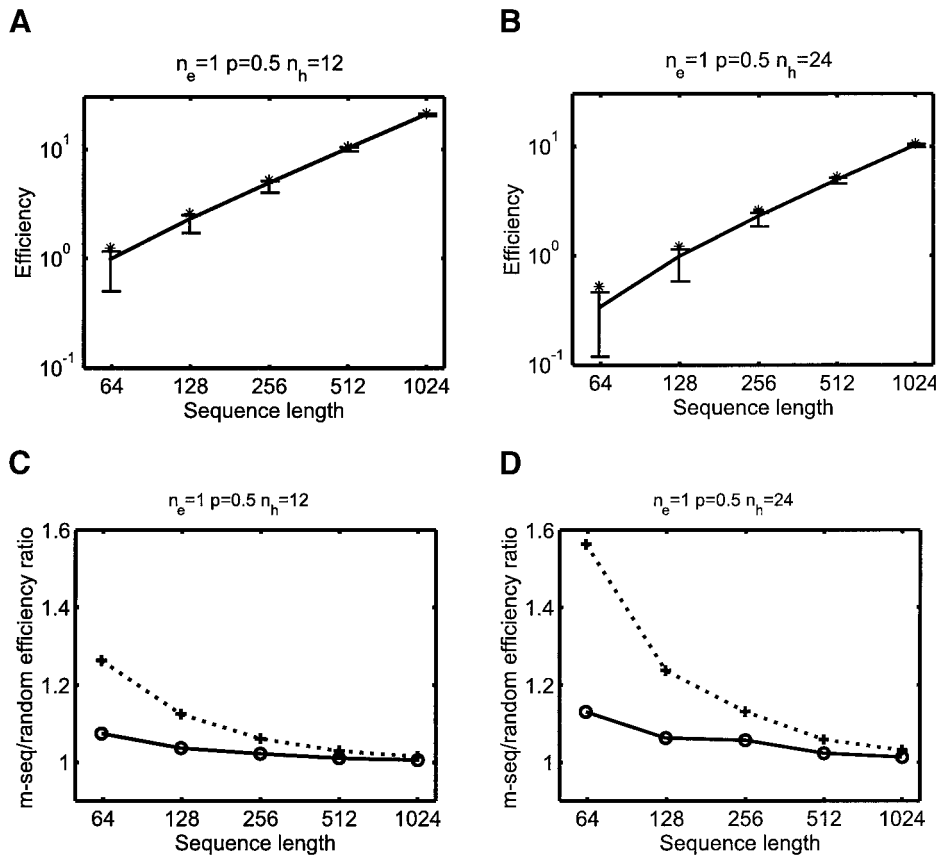 A
n_e=1 p=0.5 n_h=12
Efficiency
10^1
10^0
10^-1
64 128 256 512 1024
Sequence length
B
n_e=1 p=0.5 n_h=24
Efficiency
10^1
10^0
10^-1
64 128 256 512 1024
Sequence length
C
n_e=1 p=0.5 n_h=12
m-seq/random efficiency ratio
1.6
1.4
1.2
1
64 128 256 512 1024
Sequence length
D
n_e=1 p=0.5 n_h=24
m-seq/random efficiency ratio
1.6
1.4
1.2
1
64 128 256 512 1024
Sequence length